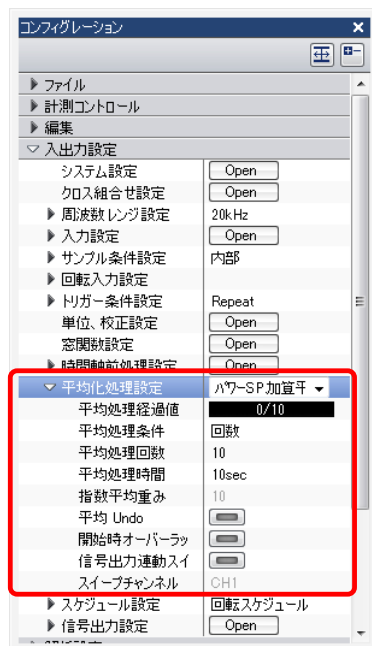 コンフィグレーション
ファイル
計測コントロール
編集
入出力設定
システム設定 Open
クロス組合せ設定 Open
周波数レンジ設定 20kHz
入力設定 Open
サンプル条件設定 内部
回転入力設定
トリガー条件設定 Repeat
単位、校正設定 Open
窓関数設定 Open
時間軸前処理設定 Open
平均化処理設定 パワーSP.加算平
平均処理経過値 0/10
平均処理条件 回数
平均処理回数 10
平均処理時間 10sec
指数平均重み 10
平均 Undo
開始時オーバーラッ
信号出力連動スイ
スイープチャンネル CH1
スケジュール設定 回転スケジュール
信号出力設定 Open